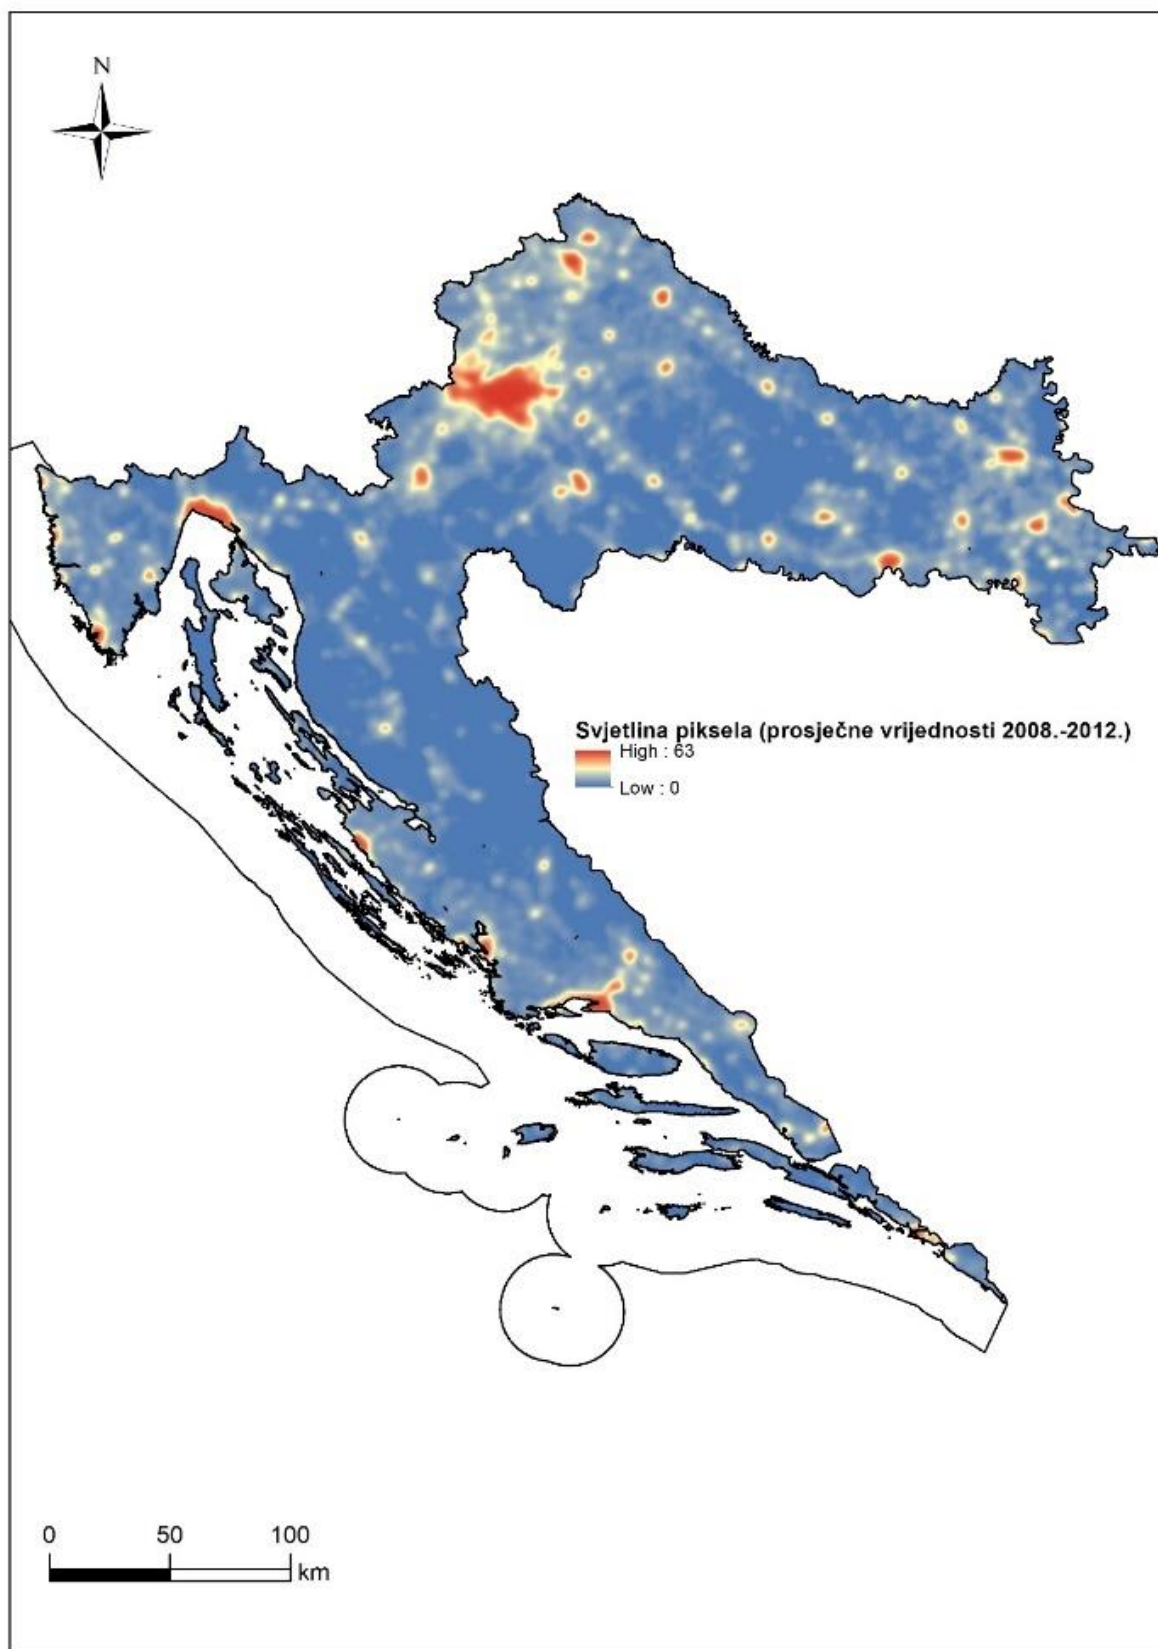 N
Svjetlina piksela (prosječne vrijednosti 2008.-2012.)
High : 63
Low : 0
0 50 100
km